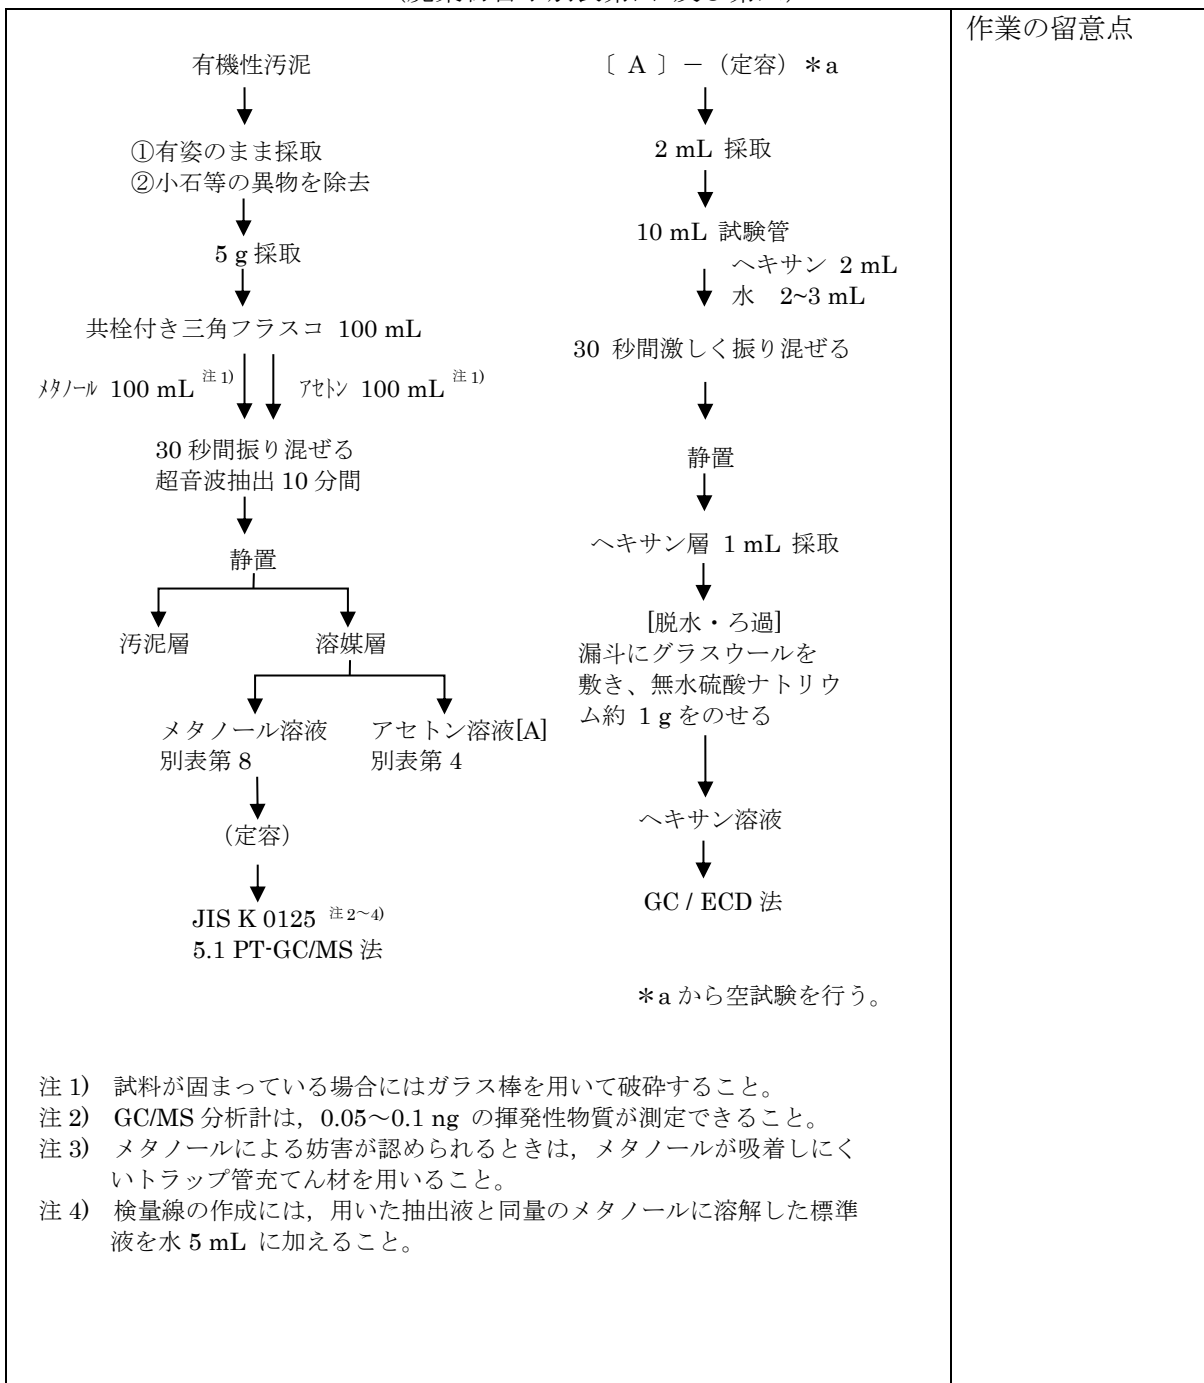 作業の留意点
有機性汚泥
①有姿のまま採取
②小石等の異物を除去
5 g 採取
共栓付き三角フラスコ 100 mL
ﾒﾀﾉｰﾙ 100 mL 注1)
ｱｾﾄﾝ 100 mL 注1)
30 秒間振り混ぜる
超音波抽出 10 分間
静置
汚泥層
溶媒層
メタノール溶液
別表第 8
アセトン溶液[A]
別表第 4
(定容)
JIS K 0125 注2~4)
5.1 PT-GC/MS 法
〔 A 〕-(定容)*a
2 mL 採取
10 mL 試験管
ヘキサン 2 mL
水 2~3 mL
30 秒間激しく振り混ぜる
静置
ヘキサン層 1 mL 採取
[脱水・ろ過]
漏斗にグラスウールを
敷き、無水硫酸ナトリウ
ム約 1 g をのせる
ヘキサン溶液
GC / ECD 法
*a から空試験を行う。
注 1) 試料が固まっている場合にはガラス棒を用いて破砕すること。
注 2) GC/MS 分析計は,0.05~0.1 ng の揮発性物質が測定できること。
注 3) メタノールによる妨害が認められるときは,メタノールが吸着しにく
いトラップ管充てん材を用いること。
注 4) 検量線の作成には,用いた抽出液と同量のメタノールに溶解した標準
液を水 5 mL に加えること。